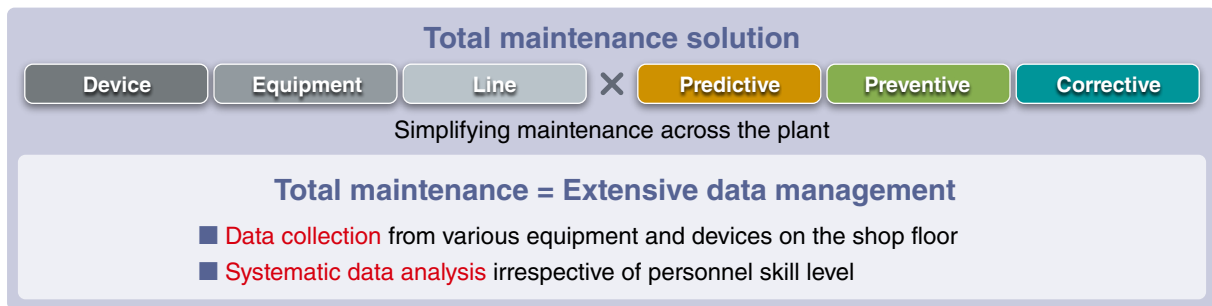 Total maintenance solution
Device Equipment Line × Predictive Preventive Corrective
Simplifying maintenance across the plant
Total maintenance = Extensive data management
■ Data collection from various equipment and devices on the shop floor
■ Systematic data analysis irrespective of personnel skill level